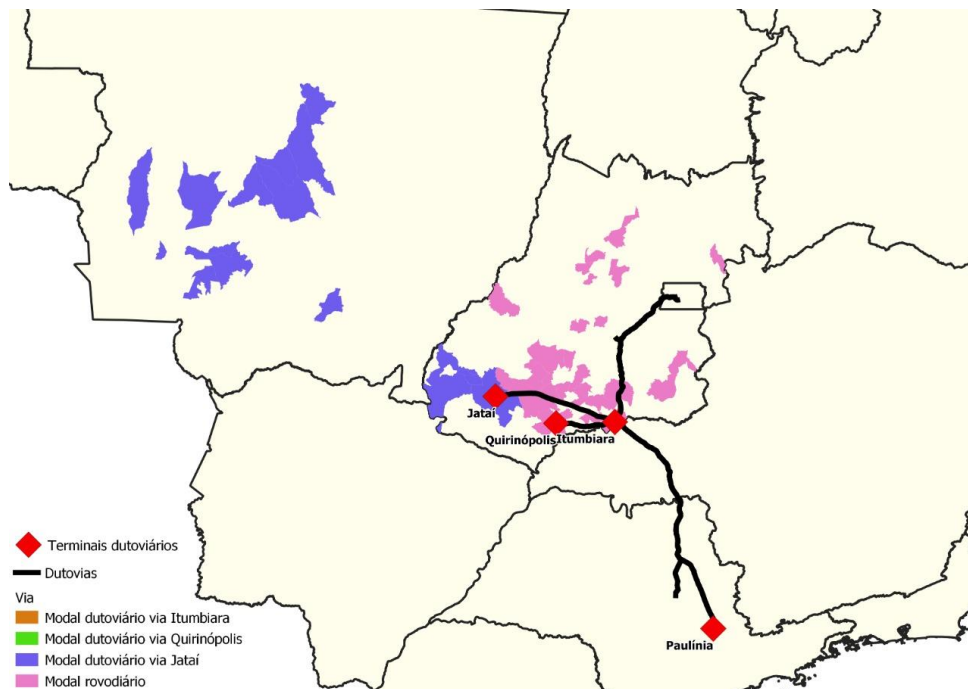 Jataí
Quirinópolis
Itumbiara
Paulínia
Terminais dutoviários
Dutovias
Via
Modal dutoviário via Itumbiara
Modal dutoviário via Quirinópolis
Modal dutoviário via Jataí
Modal rovodiário